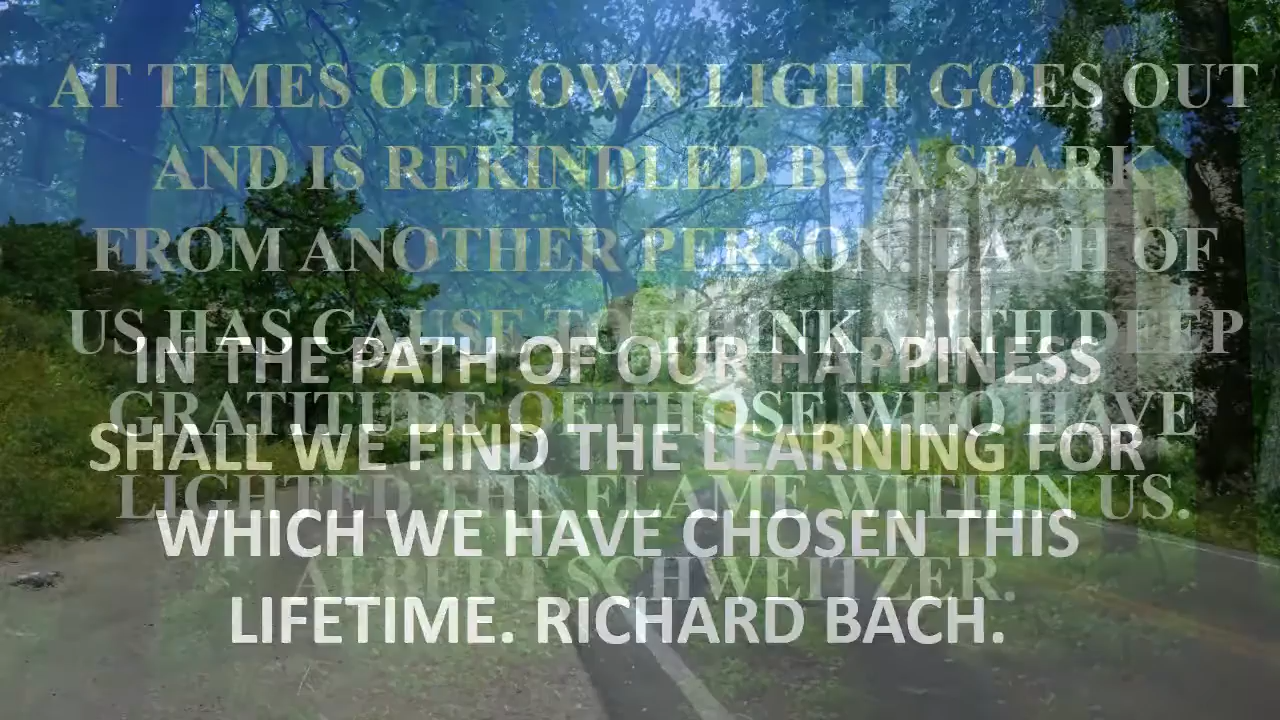 AT TIMES OUR OWN LIGHT GOES OUT
AND IS REKINDLED BY A SPARK
FROM ANOTHER PERSON. EACH OF
US HAS CAUSE TO THINK WITH DEEP
GRATITUDE OF THOSE WHO HAVE
LIGHTED THE FLAME WITHIN US.
ALBERT SCHWEITZER.
IN THE PATH OF OUR HAPPINESS
SHALL WE FIND THE LEARNING FOR
WHICH WE HAVE CHOSEN THIS
LIFETIME. RICHARD BACH.